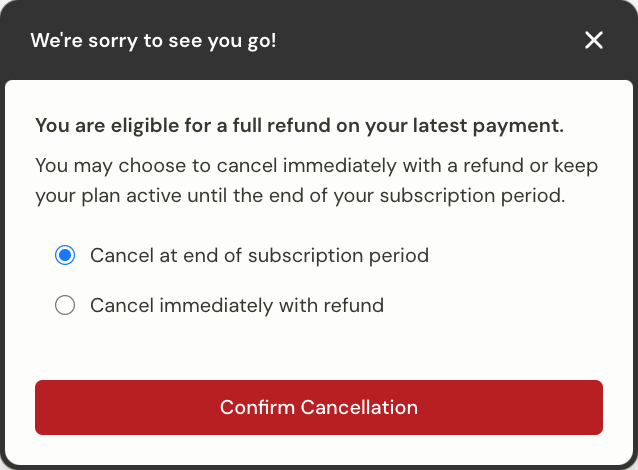 We're sorry to see you go!
You are eligible for a full refund on your latest payment.
You may choose to cancel immediately with a refund or keep
your plan active until the end of your subscription period.
Cancel at end of subscription period
Cancel immediately with refund
Confirm Cancellation